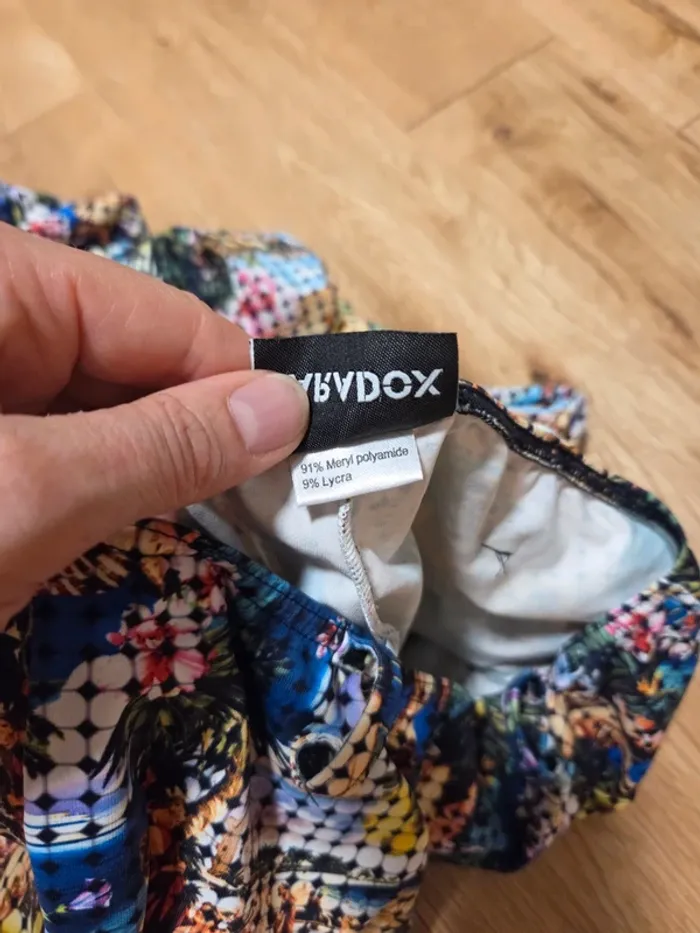 ARADOX
91% Meryl polyamide
9% Lycra